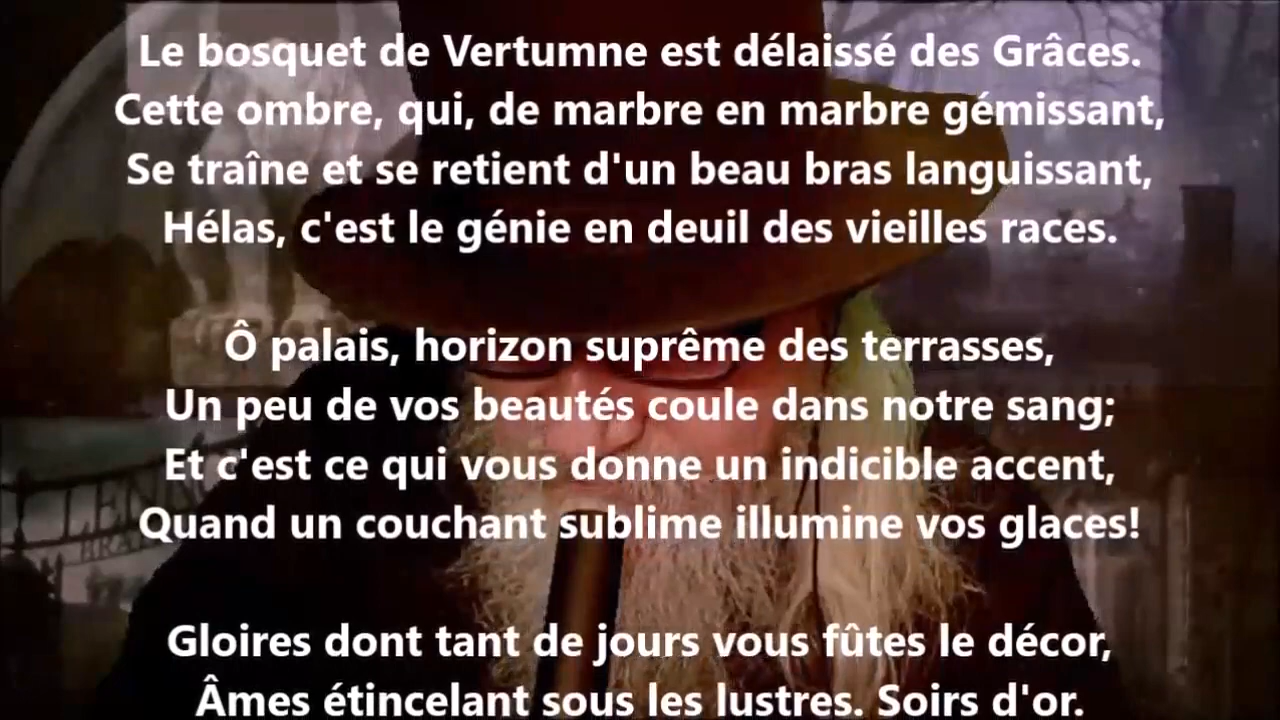 Le bosquet de Vertumne est délaissé des Grâces.
Cette ombre, qui, de marbre en marbre gémissant,
Se traîne et se retient d'un beau bras languissant,
Hélas, c'est le génie en deuil des vieilles races.
Ô palais, horizon suprême des terrasses,
Un peu de vos beautés coule dans notre sang;
Et c'est ce qui vous donne un indicible accent,
Quand un couchant sublime illumine vos glaces!
Gloires dont tant de jours vous fûtes le décor,
Âmes étincelant sous les lustres. Soirs d'or.